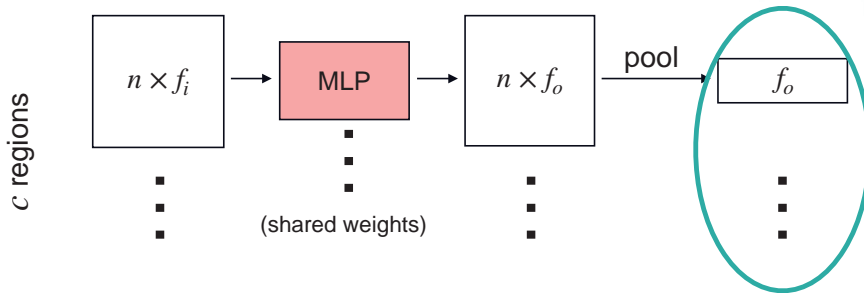 n × f_i
MLP
n × f_o
pool
f_o
c regions
(shared weights)